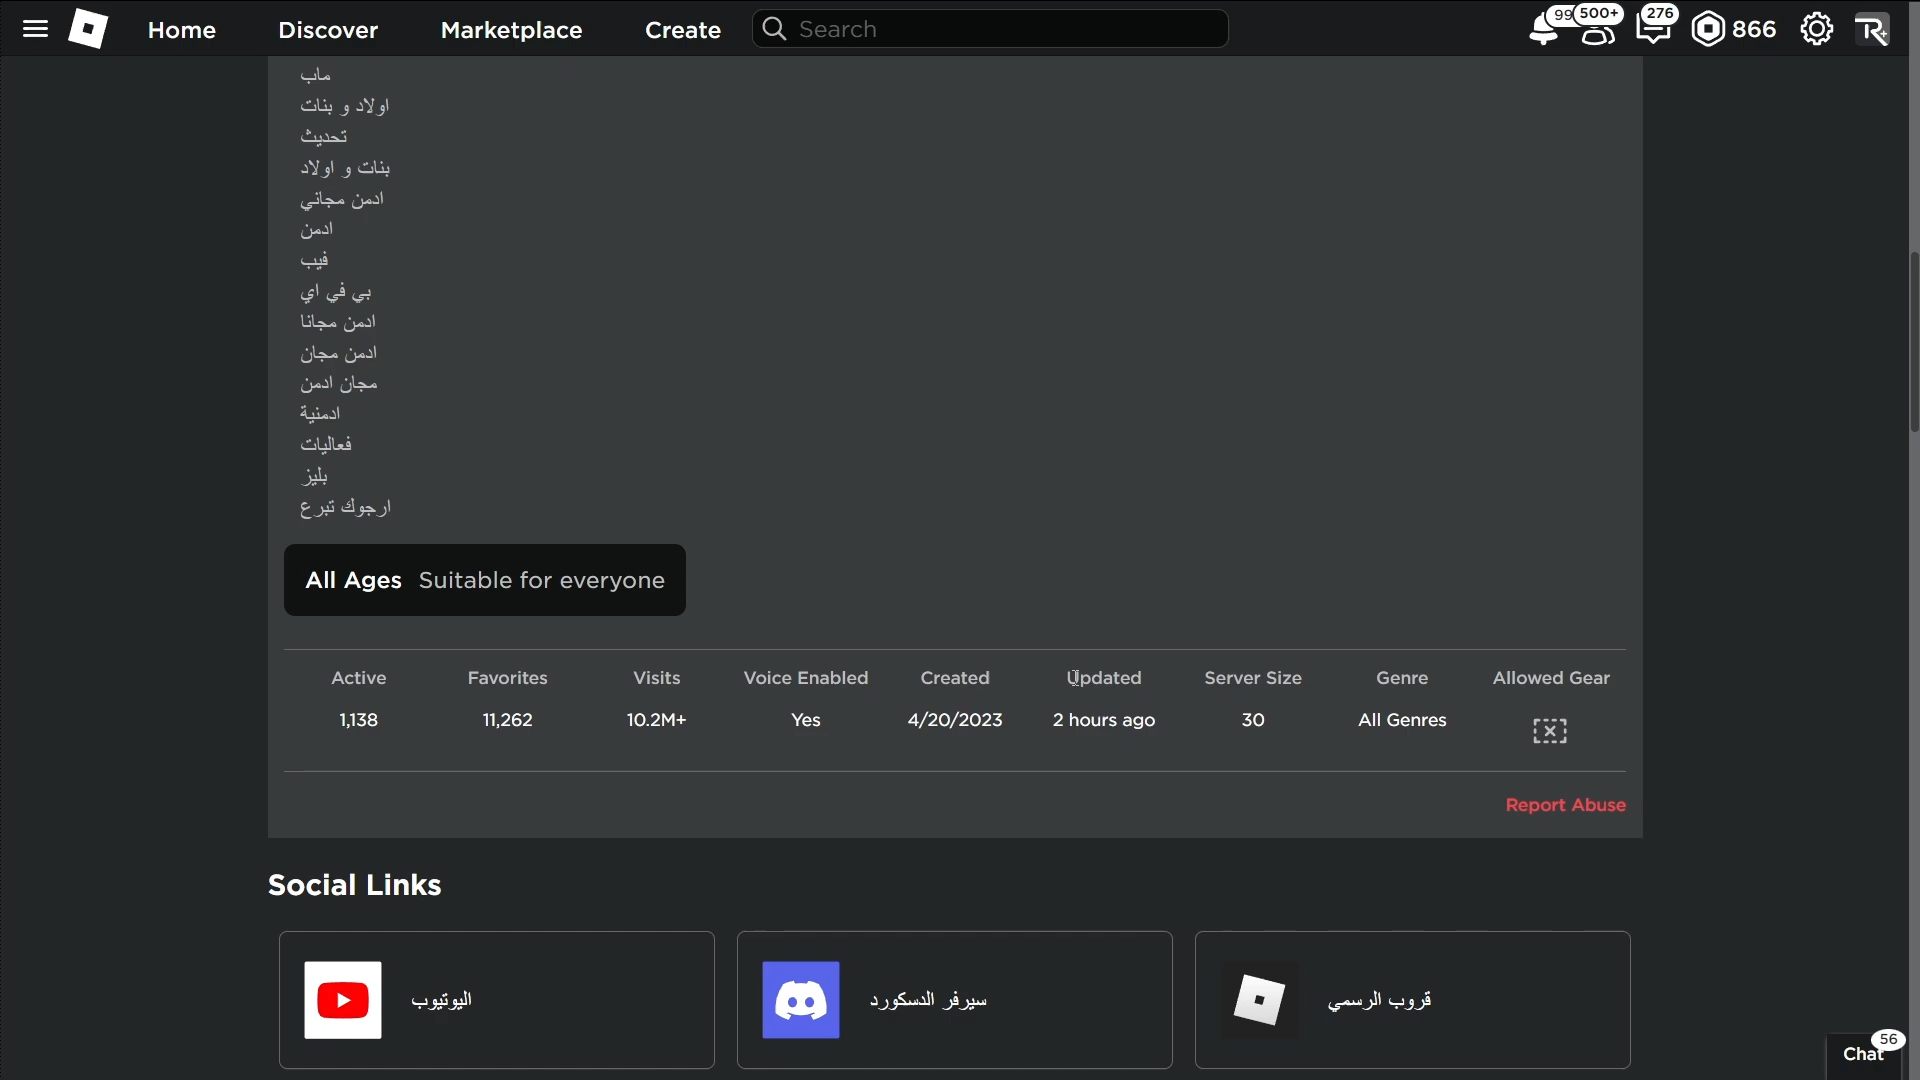 Home Discover Marketplace Create Search 99 500+ 276 866
ماب
اولاد و بنات
تحديث
بنات و اولاد
ادمن مجاني
ادمن
فيب
بي في اي
ادمن مجانا
ادمن مجان
مجان ادمن
ادمنية
فعاليات
بليز
ارجوك تبرع
All Ages Suitable for everyone
Active Favorites Visits Voice Enabled Created Updated Server Size Genre Allowed Gear
1,138 11,262 10.2M+ Yes 4/20/2023 2 hours ago 30 All Genres
Report Abuse
Social Links
اليوتيوب سيرفر الدسكورد قروب الرسمي
56
Chat